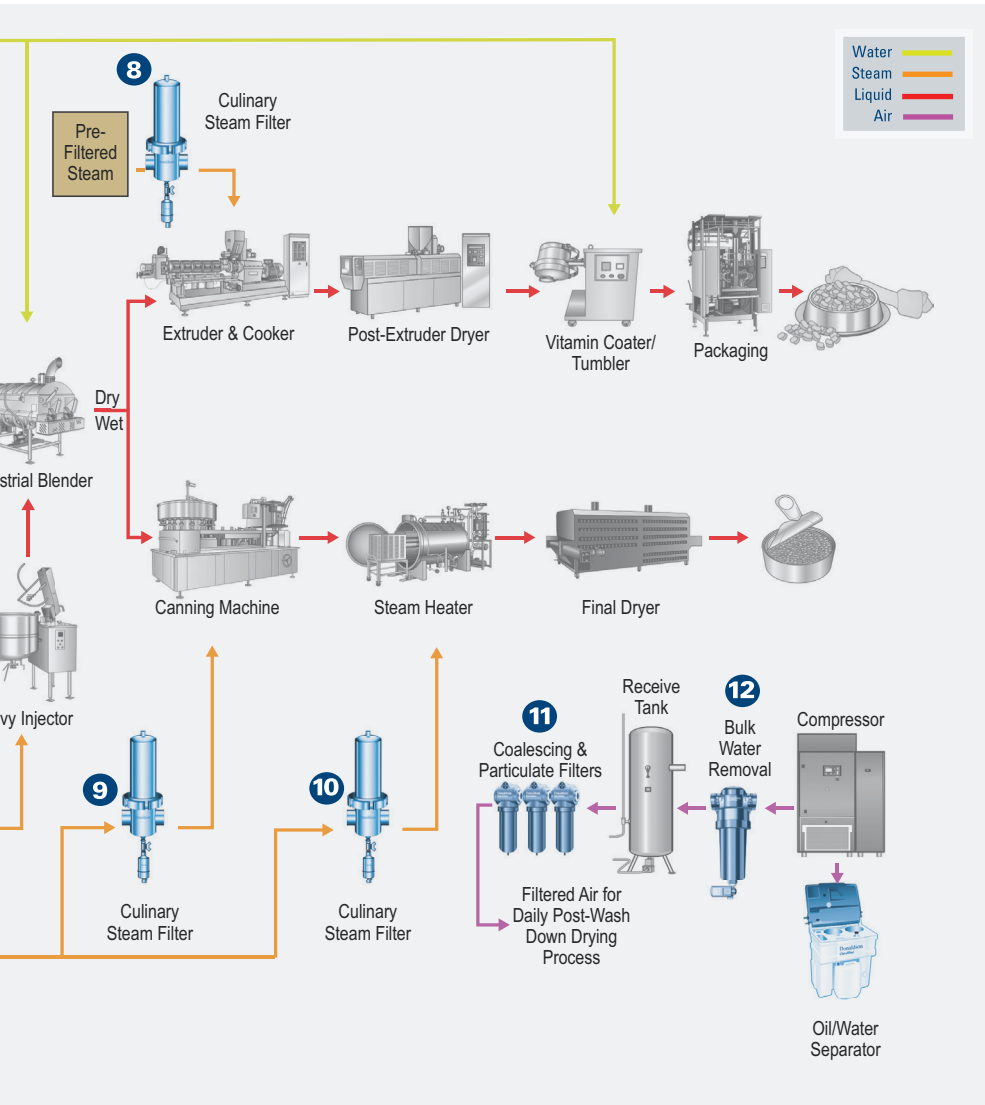 Water
Steam
Liquid
Air
8
Culinary
Steam Filter
Pre-
Filtered
Steam
Extruder & Cooker
Post-Extruder Dryer
Vitamin Coater/
Tumbler
Packaging
Dry
Wet
strial Blender
Canning Machine
Steam Heater
Final Dryer
vy Injector
9
Culinary
Steam Filter
10
Culinary
Steam Filter
11
Coalescing &
Particulate Filters
Receive
Tank
12
Bulk
Water
Removal
Compressor
Filtered Air for
Daily Post-Wash
Down Drying
Process
Donaldson
Oil/Water
Separator